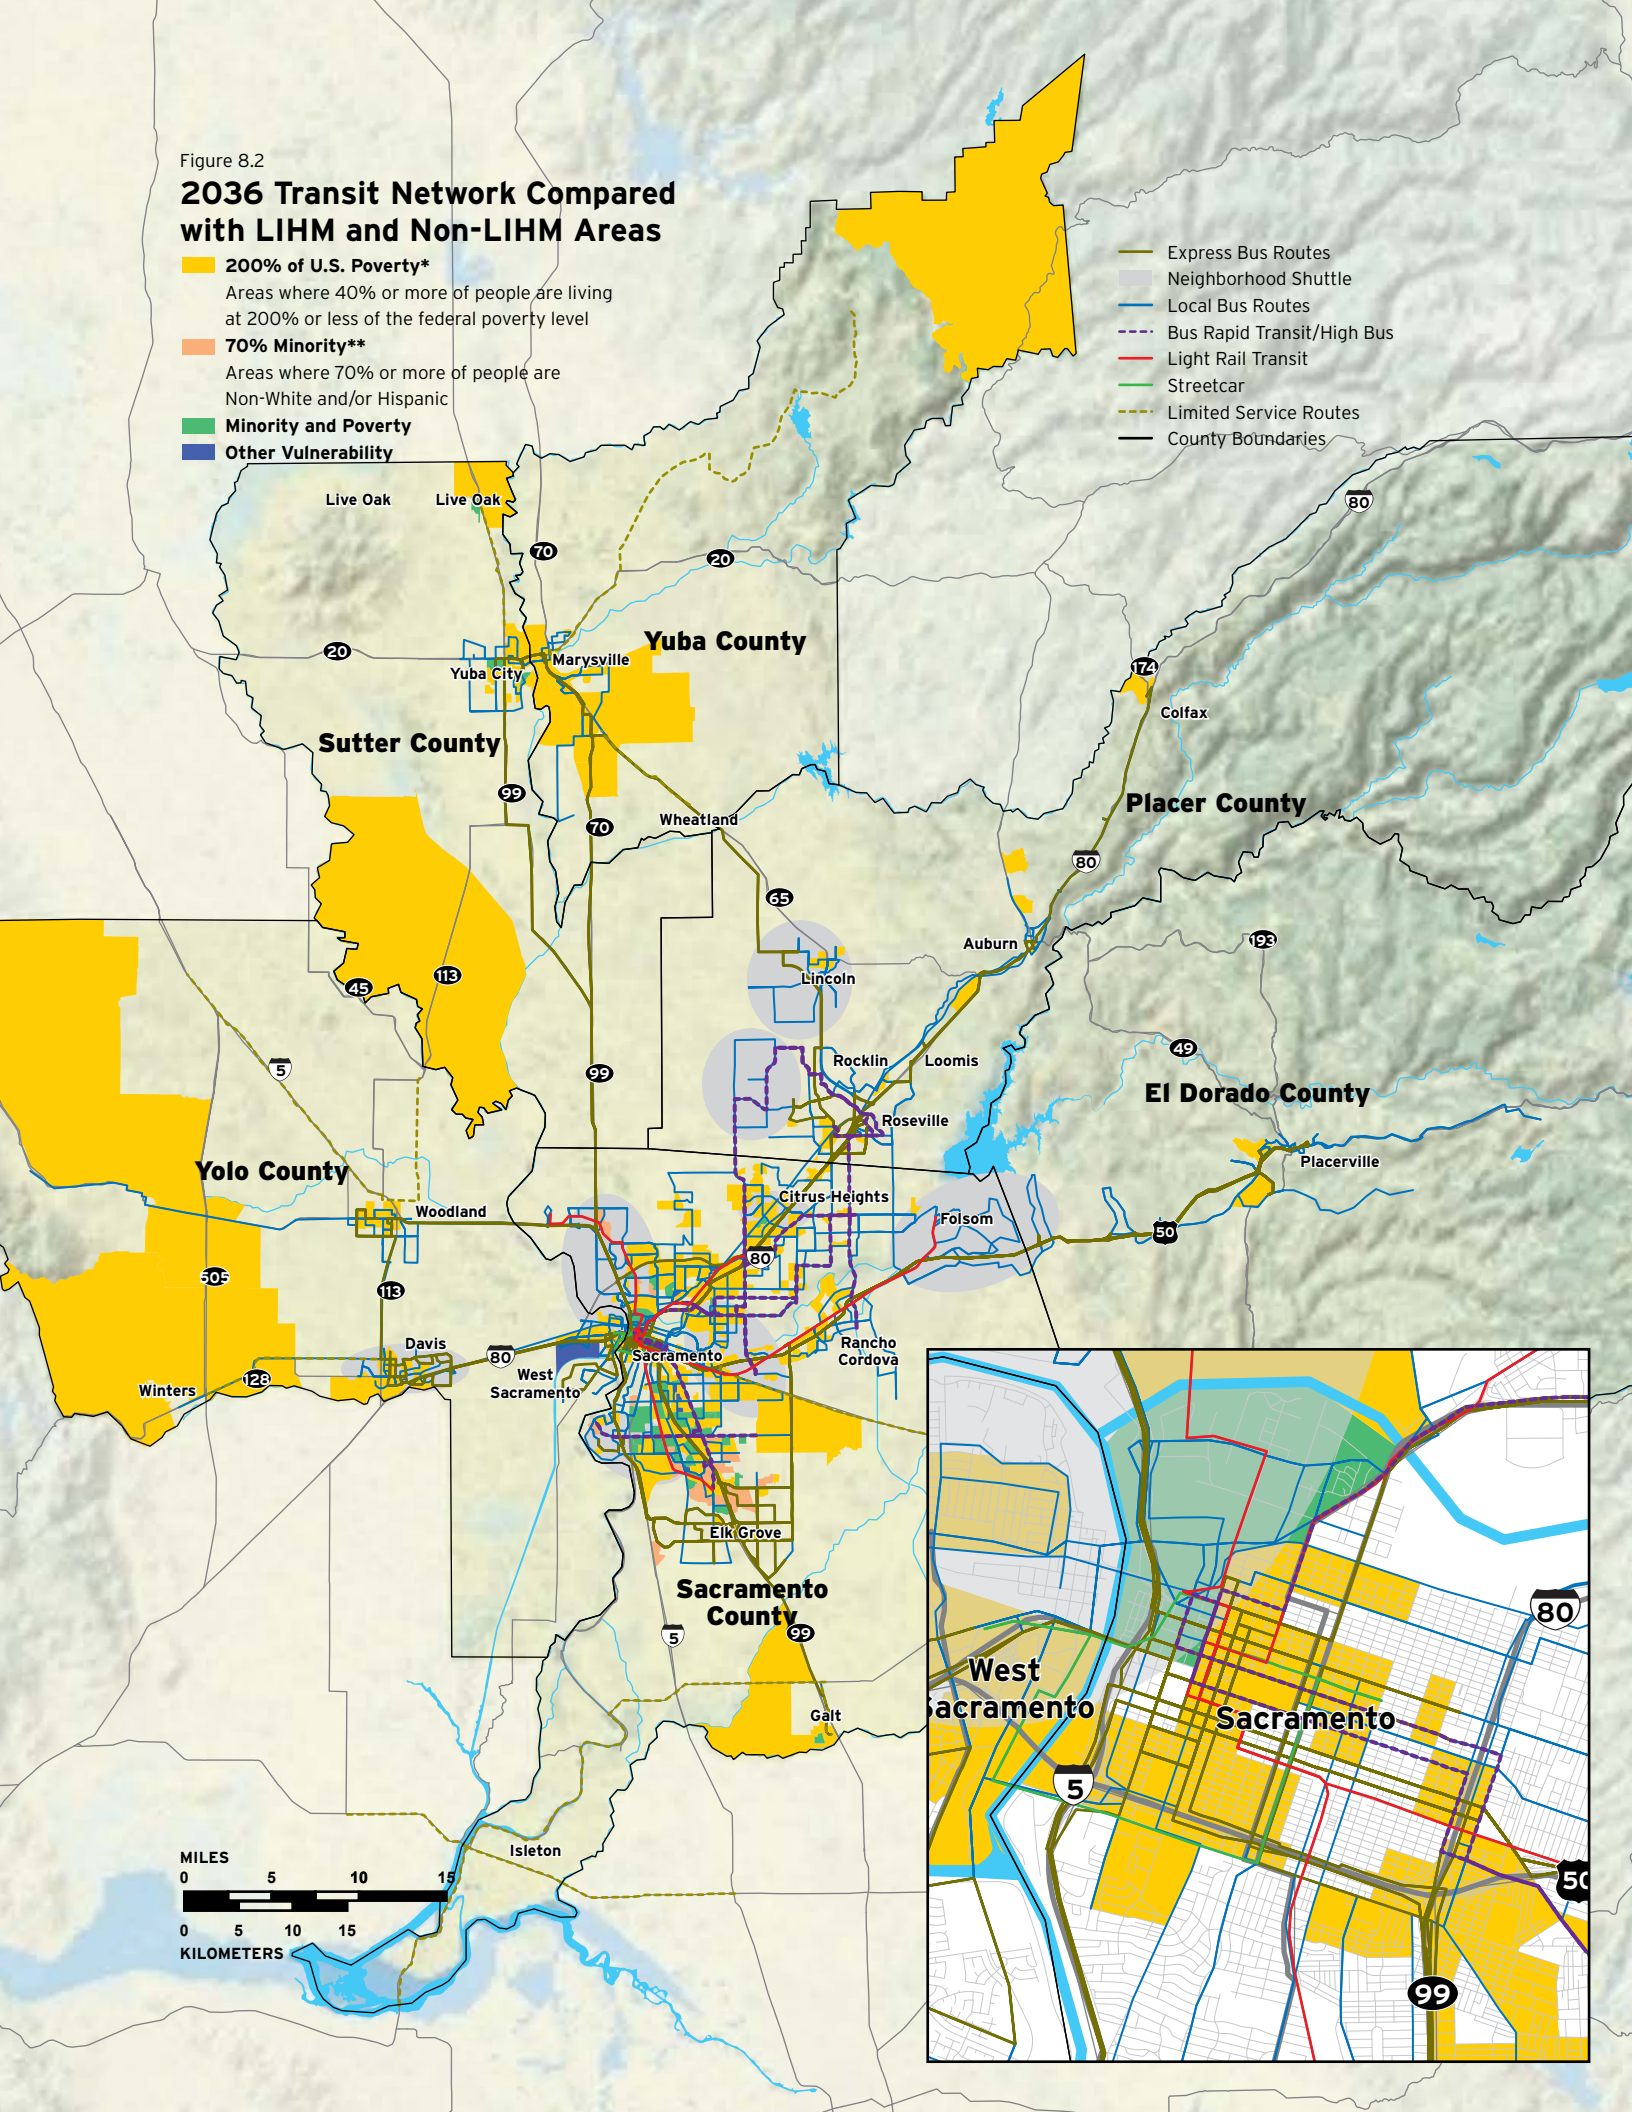 Figure 8.2
2036 Transit Network Compared
with LIHM and Non-LIHM Areas
200% of U.S. Poverty*
Areas where 40% or more of people are living
at 200% or less of the federal poverty level
70% Minority**
Areas where 70% or more of people are
Non-White and/or Hispanic
Minority and Poverty
Other Vulnerability
Express Bus Routes
Neighborhood Shuttle
Local Bus Routes
Bus Rapid Transit/High Bus
Light Rail Transit
Streetcar
Limited Service Routes
County Boundaries
80
Live Oak
Live Oak
70
20
Yuba County
20
Marysville
Yuba City
174
Colfax
Sutter County
99
Placer County
70
Wheatland
80
65
Auburn
193
113
Lincoln
45
49
Rocklin
Loomis
5
99
El Dorado County
Roseville
Yolo County
Placerville
Citrus Heights
Woodland
Folsom
50
80
505
113
Davis
Rancho
Cordova
80
Sacramento
West
Sacramento
128
Winters
Elk Grove
Sacramento
County
99
5
Galt
Isleton
MILES
0 5 10 15
0 5 10 15
KILOMETERS
80
West
Sacramento
Sacramento
5
50
99